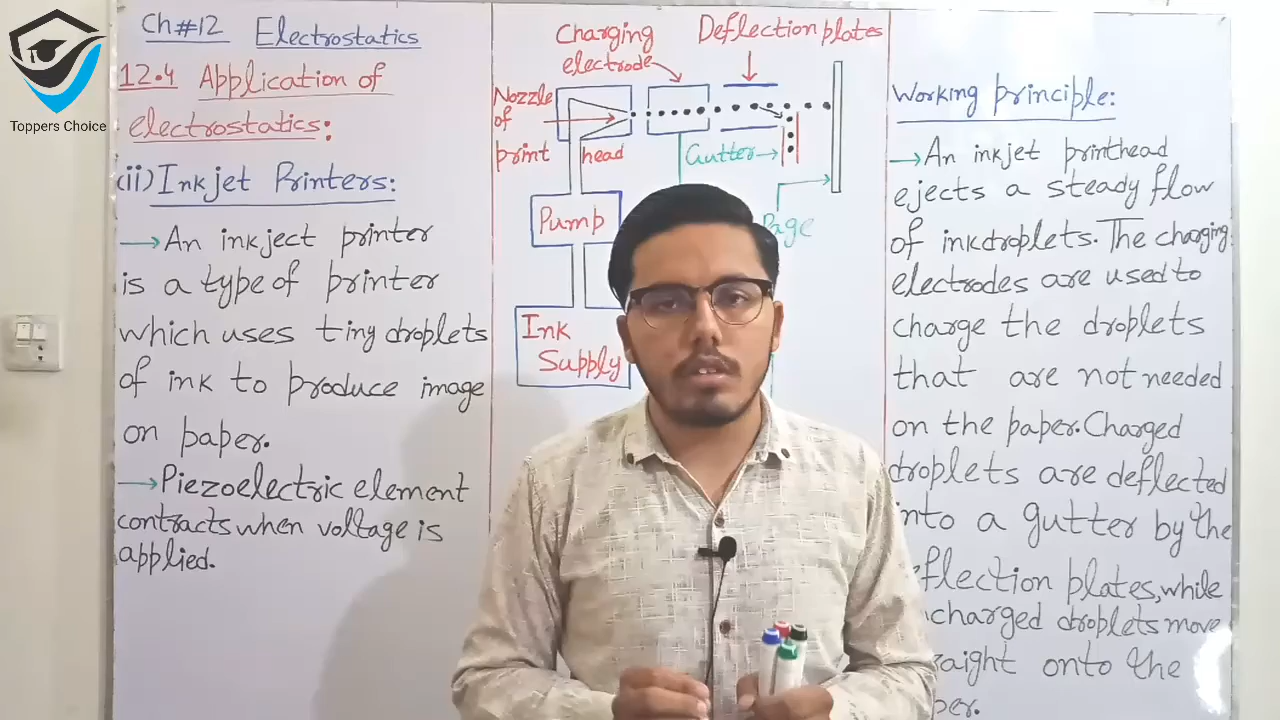 Toppers Choice
Ch#12 Electrostatics
12.4 Application of
electrostatics:
(ii) Inkjet Printers:
→ An inkject printer
is a type of printer
which uses tiny droplets
of ink to produce image
on paper.
→ Piezoelectric element
contracts when voltage is
applied.
Charging
electrode
Deflection plates
Nozzle
of
print head
Gutter→
Page
Pump
Ink
Supply
Working principle:
→ An inkjet printhead
ejects a steady flow
of inkdroplets. The charging
electrodes are used to
charge the droplets
that are not needed
on the paper. Charged
droplets are deflected
into a gutter by the
eflection plates, while
charged droplets move
aight onto the
per.